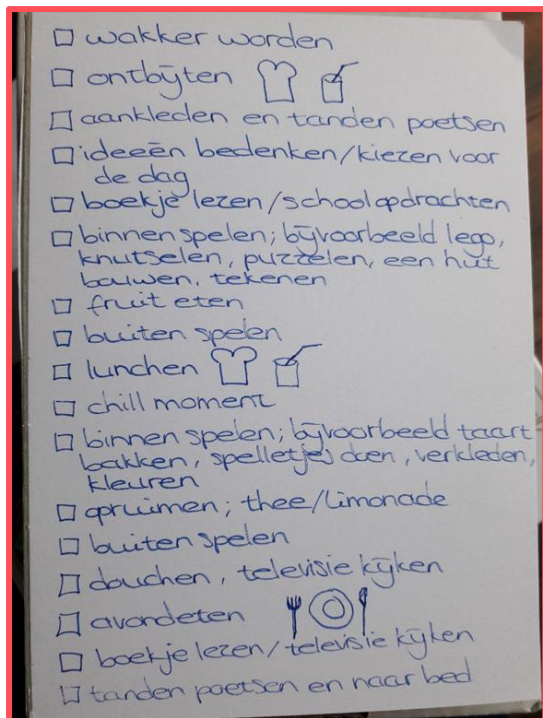 wakker worden
ontbijten
aankleden en tanden poetsen
ideeën bedenken/kiezen voor
de dag
boekje lezen/schoolopdrachten
binnen spelen; bijvoorbeeld lego,
knutselen, puzzelen, een hut
bouwen, tekenen
fruit eten
buiten spelen
lunchen
chill moment
binnen spelen; bijvoorbeeld taart
bakken, spelletjes doen, verkleden,
kleuren
opruimen; thee/limonade
buiten spelen
douchen, televisie kijken
avondeten
boekje lezen/televisie kijken
tanden poetsen en naar bed